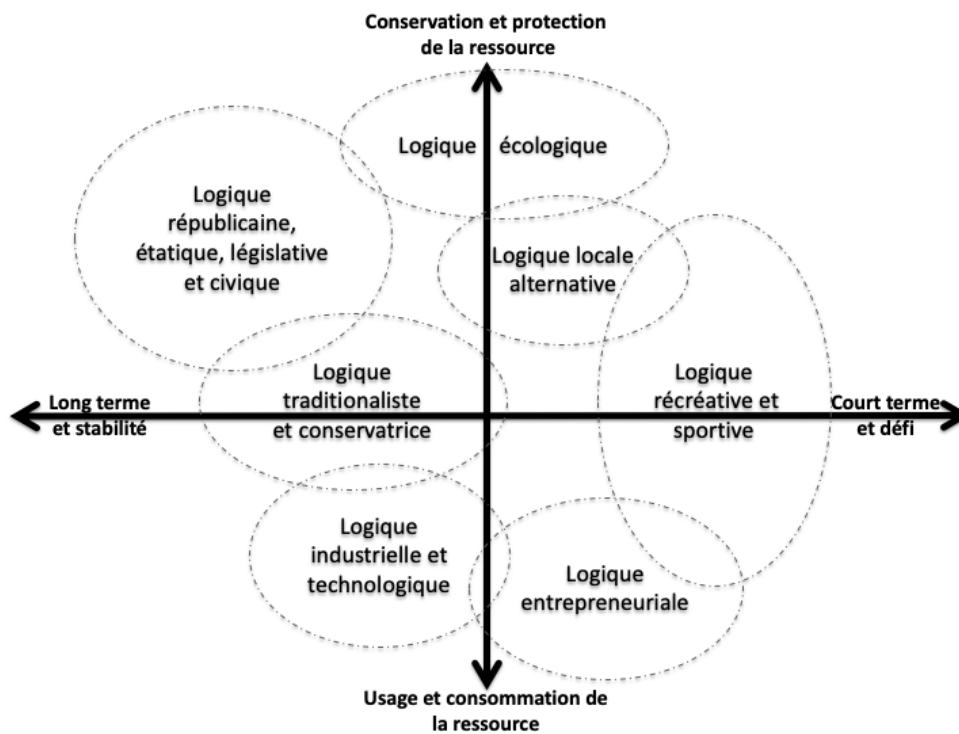 Conservation et protection
de la ressource
Logique écologique
Logique
républicaine,
étatique, législative
et civique
Logique locale
alternative
Logique
traditionaliste
et conservatrice
Logique
récréative et
sportive
Long terme
et stabilité
Court terme
et défi
Logique
industrielle et
technologique
Logique
entrepreneuriale
Usage et consommation de
la ressource